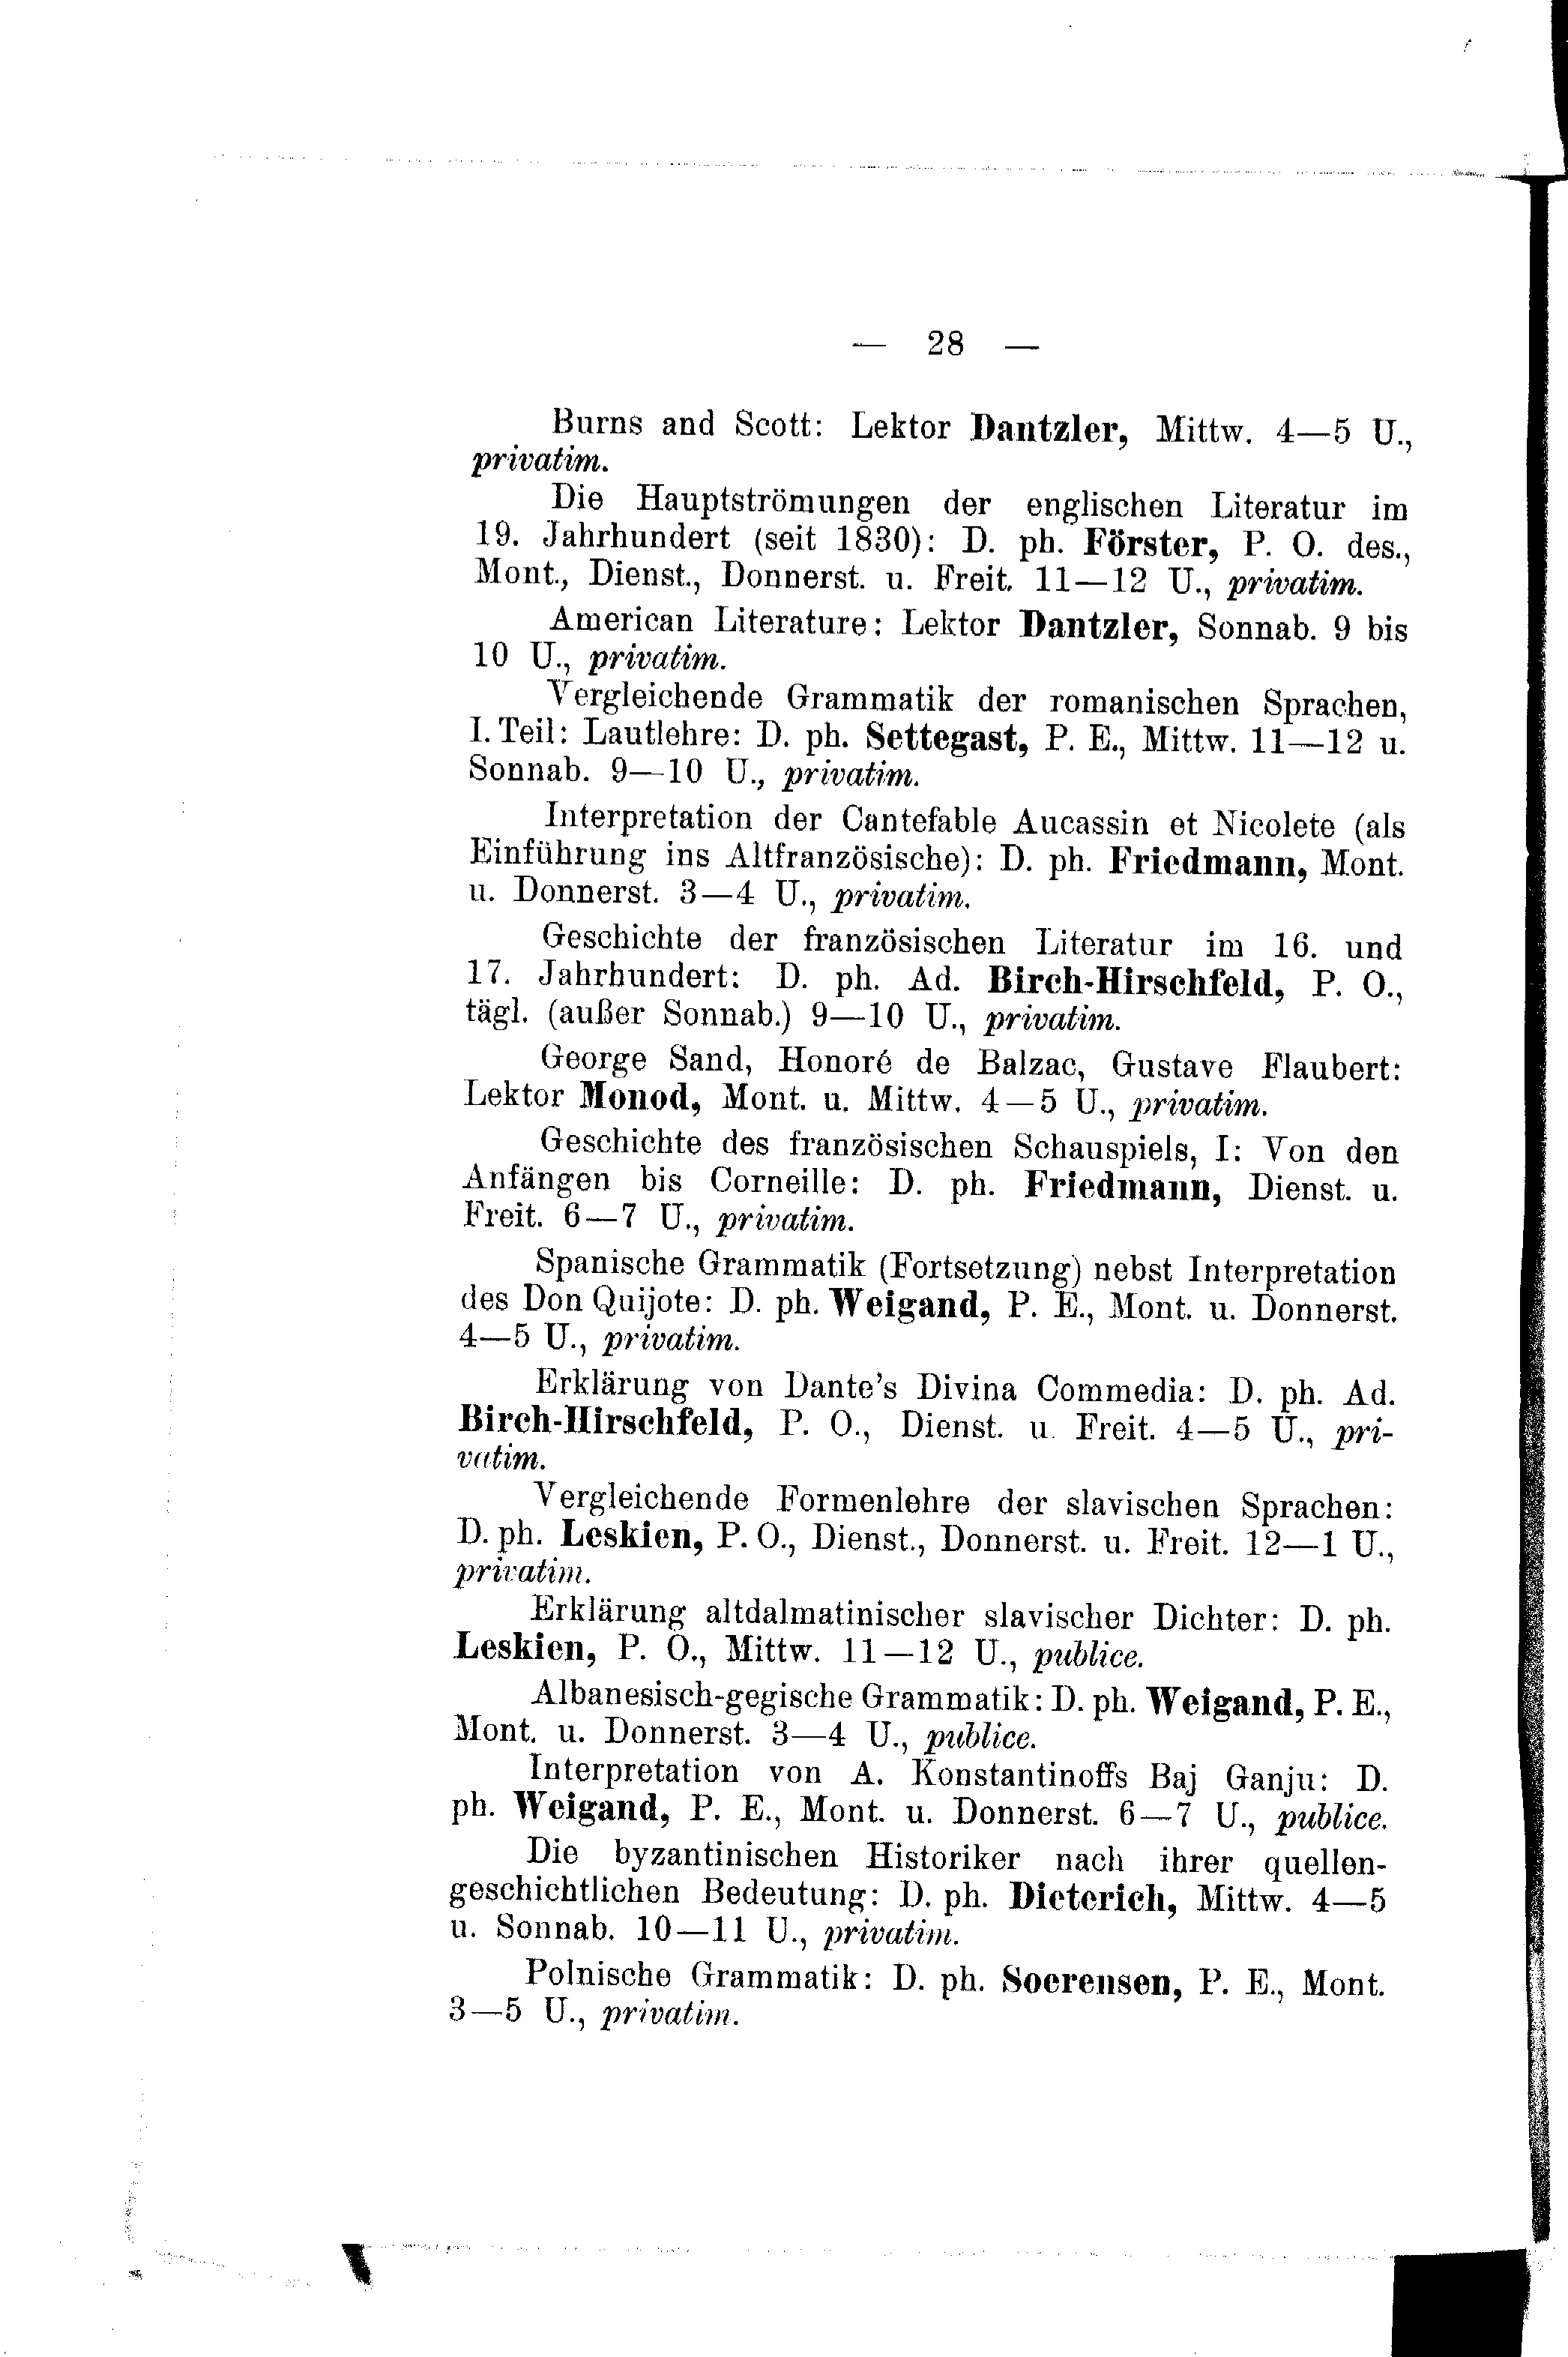 — 28 —
Burns and Scott: Lektor Dantzler, Mittw. 4—5 U.,
privatim.
Die Hauptströmungen der englischen Literatur im
19. Jahrhundert (seit 1830): D. ph. Förster, P. O. des.,
Mont., Dienst., Donnerst. u. Freit. 11—12 U., privatim.
American Literature: Lektor Dantzler, Sonnab. 9 bis
10 U., privatim.
Vergleichende Grammatik der romanischen Sprachen,
I. Teil: Lautlehre: D. ph. Settegast, P. E., Mittw. 11—12 u.
Sonnab. 9—10 U., privatim.
Interpretation der Cantefable Aucassin et Nicolete (als
Einführung ins Altfranzösische): D. ph. Friedmann, Mont.
u. Donnerst. 3—4 U., privatim.
Geschichte der französischen Literatur im 16. und
17. Jahrhundert: D. ph. Ad. Birch-Hirschfeld, P. O.,
tägl. (außer Sonnab.) 9—10 U., privatim.
George Sand, Honoré de Balzac, Gustave Flaubert:
Lektor Monod, Mont. u. Mittw. 4—5 U., privatim.
Geschichte des französischen Schauspiels, I: Von den
Anfängen bis Corneille: D. ph. Friedmann, Dienst. u.
Freit. 6—7 U., privatim.
Spanische Grammatik (Fortsetzung) nebst Interpretation
des Don Quijote: D. ph. Weigand, P. E., Mont. u. Donnerst.
4—5 U., privatim.
Erklärung von Dante's Divina Commedia: D. ph. Ad.
Birch-Hirschfeld, P. O., Dienst. u. Freit. 4—5 U., pri-
vatim.
Vergleichende Formenlehre der slavischen Sprachen:
D. ph. Leskien, P. O., Dienst., Donnerst. u. Freit. 12—1 U.,
privatim.
Erklärung altdalmatinischer slavischer Dichter: D. ph.
Leskien, P. O., Mittw. 11—12 U., publice.
Albanesisch-gegische Grammatik: D. ph. Weigand, P. E.,
Mont. u. Donnerst. 3—4 U., publice.
Interpretation von A. Konstantinoffs Baj Ganju: D.
ph. Weigand, P. E., Mont. u. Donnerst. 6—7 U., publice.
Die byzantinischen Historiker nach ihrer quellen-
geschichtlichen Bedeutung: D. ph. Dieterich, Mittw. 4—5
u. Sonnab. 10—11 U., privatim.
Polnische Grammatik: D. ph. Soerensen, P. E., Mont.
3—5 U., privatim.